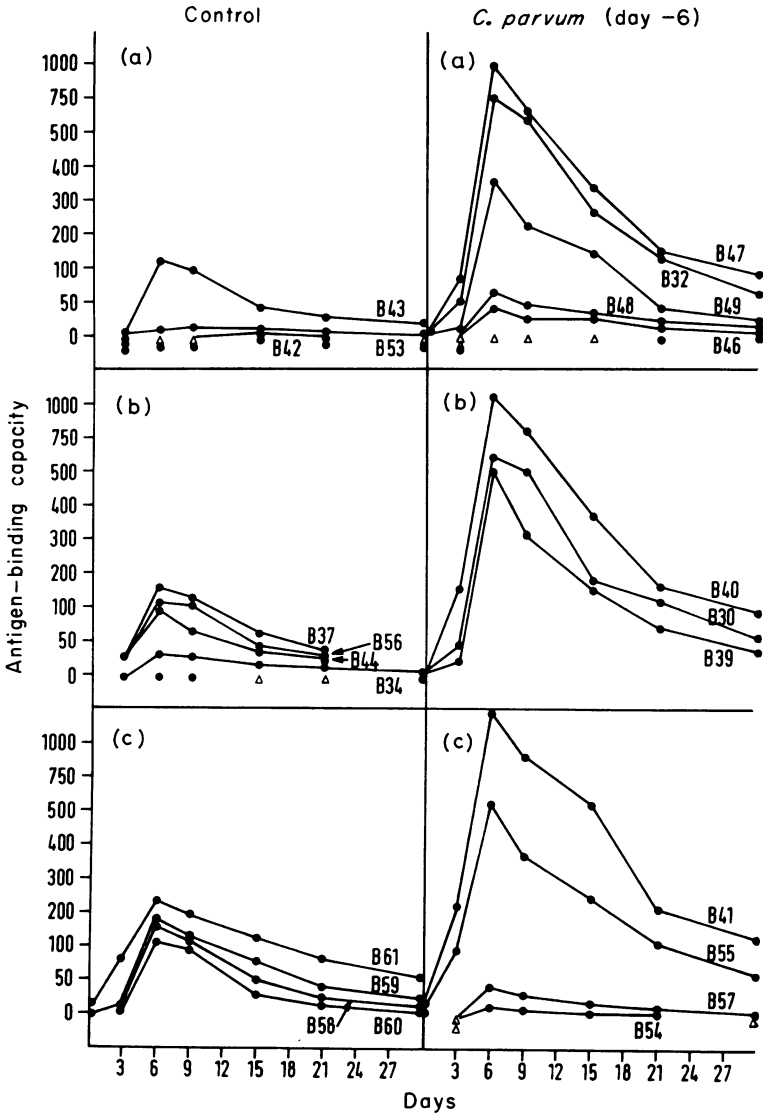 Control
C. parvum (day -6)
Antigen-binding capacity
(a)
1000
750
500
400
300
200
100
50
0
B43
B42
B53
(a)
B47
B32
B48
B49
B46
(b)
1000
750
500
400
300
200
100
50
0
B37
B56
B44
B34
(b)
B40
B30
B39
(c)
1000
750
500
400
300
200
100
50
0
B61
B59
B58
B60
(c)
B41
B55
B57
B54
3 6 9 12 15 18 21 24 27
3 6 9 12 15 18 21 24 27
Days